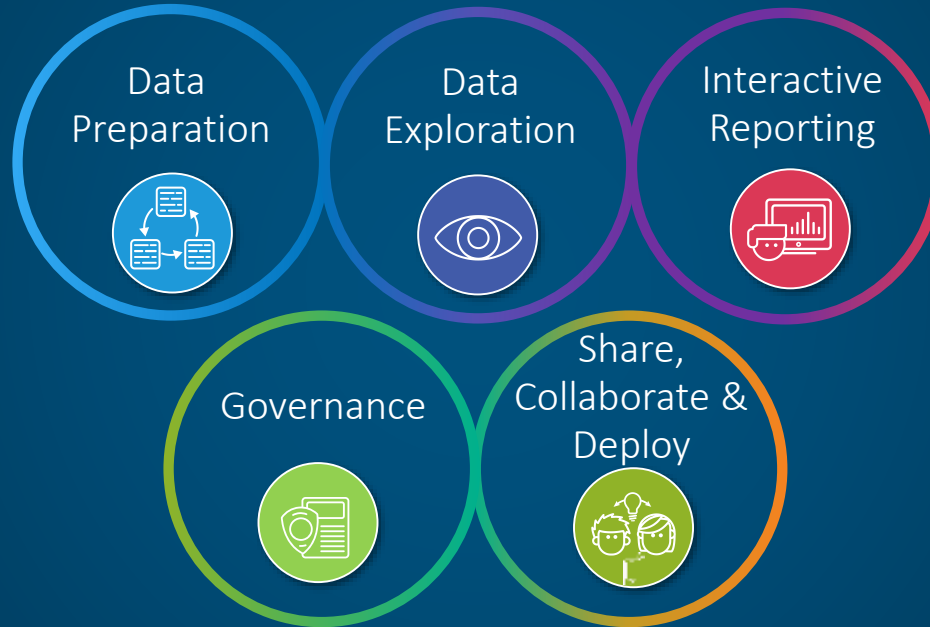 Data
Preparation
Data
Exploration
Interactive
Reporting
Governance
Share,
Collaborate &
Deploy